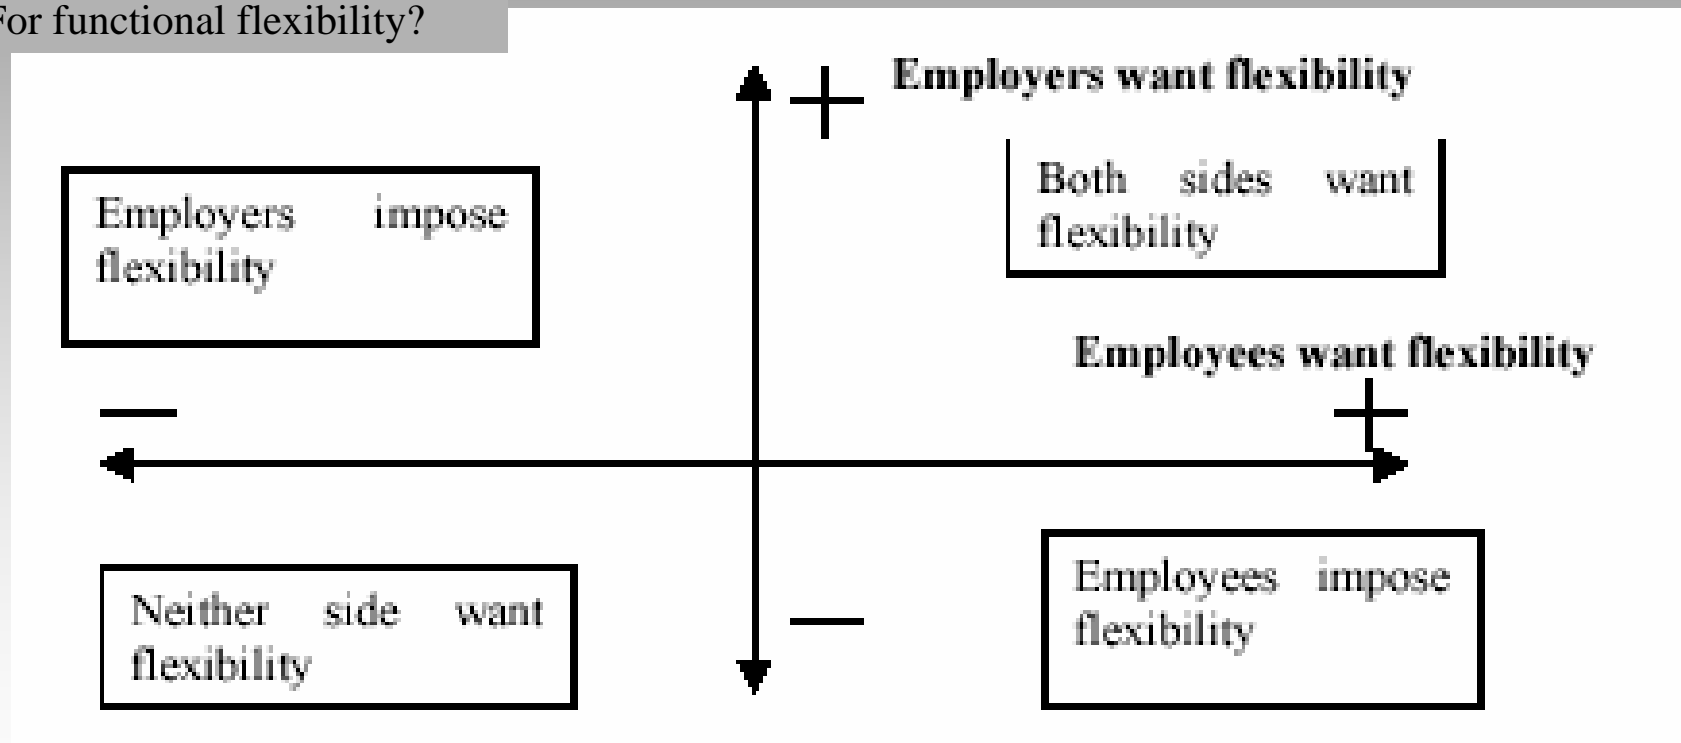 For functional flexibility?
Employers want flexibility
Both sides want
flexibility
Employers impose
flexibility
Employees want flexibility
Employees impose
flexibility
Neither side want
flexibility